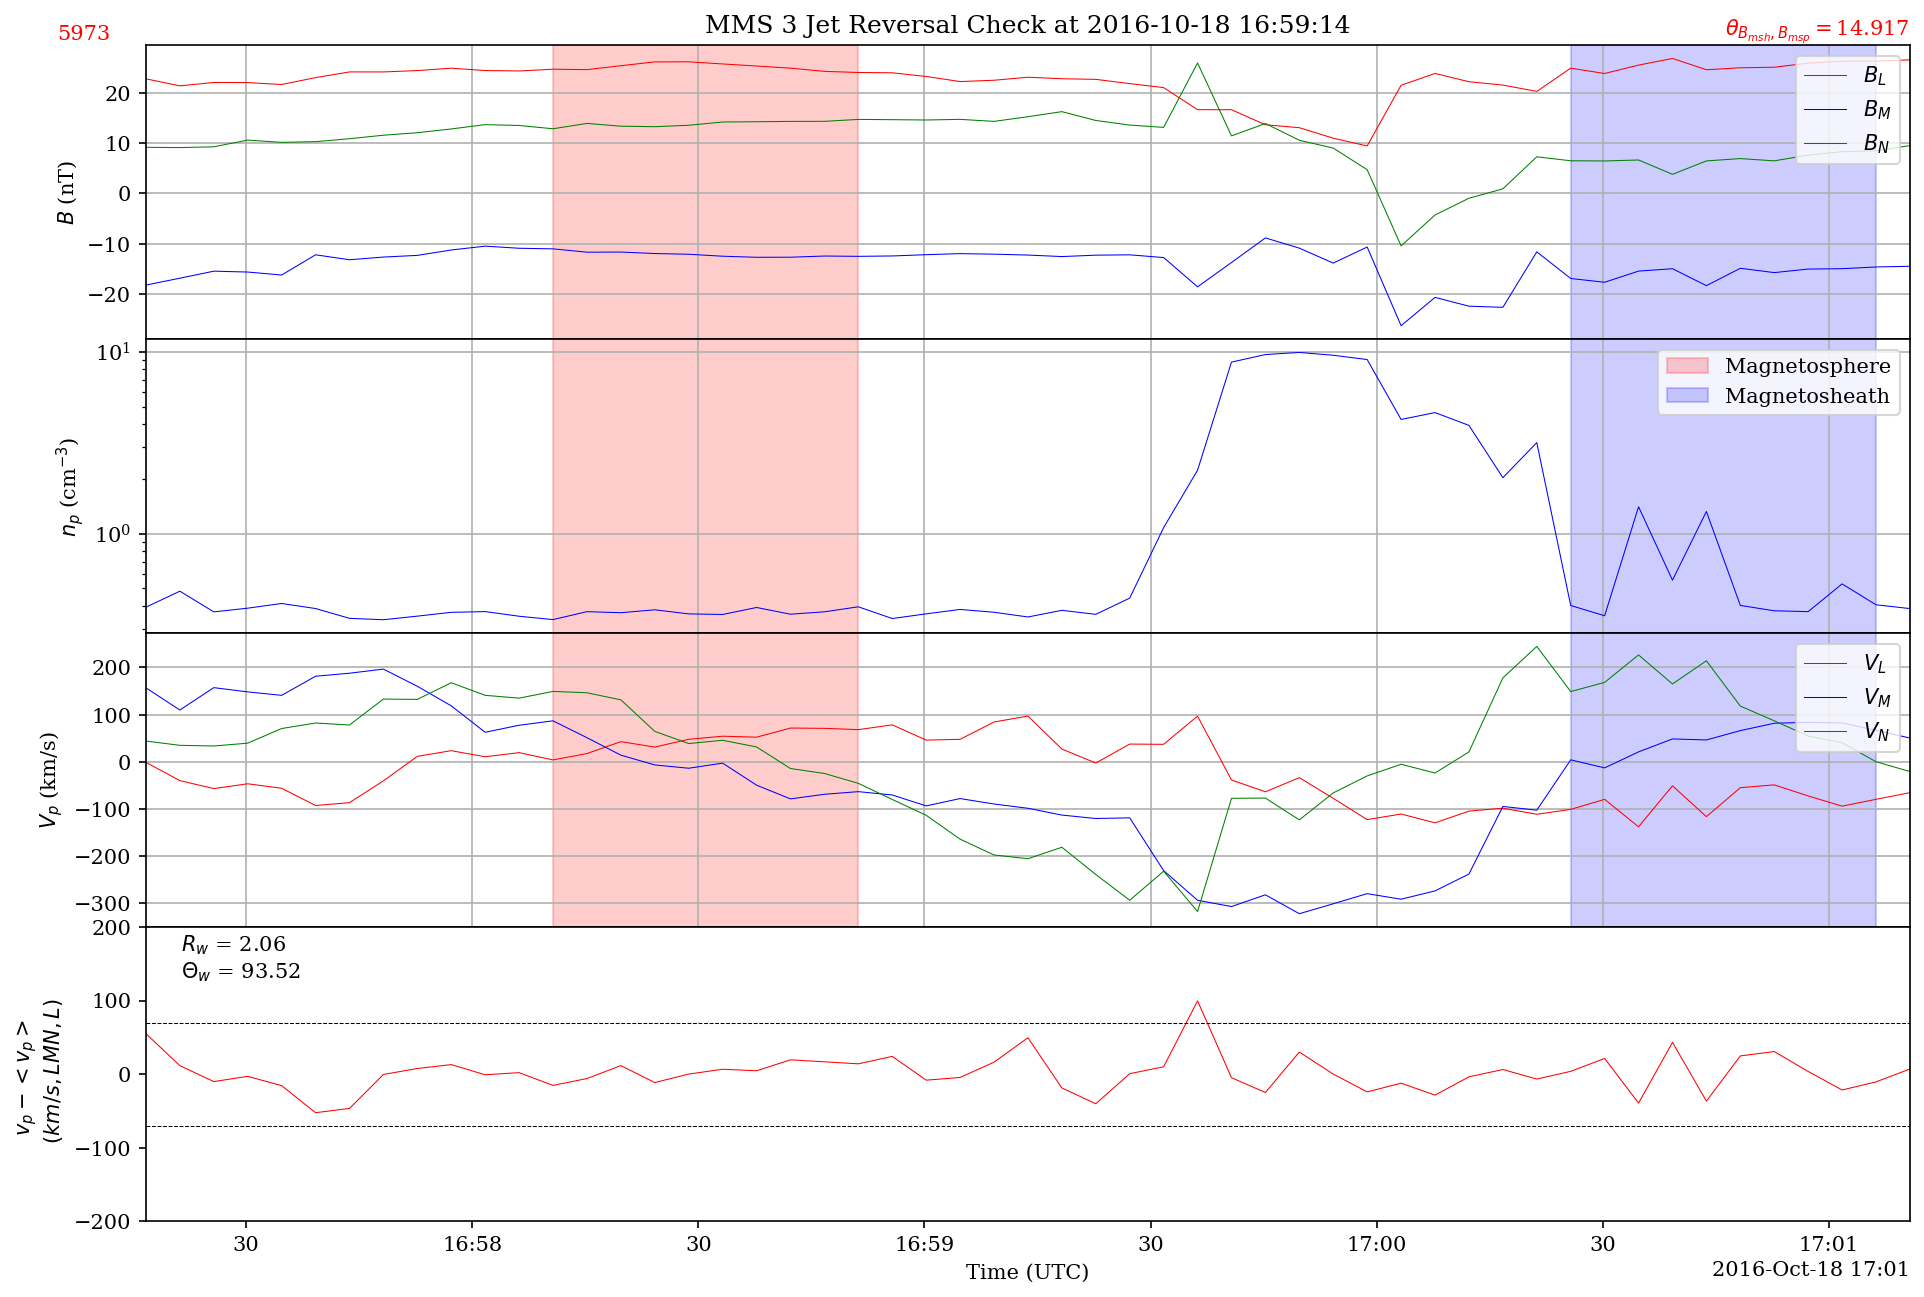 MMS 3 Jet Reversal Check at 2016-10-18 16:59:14
5973
θ_{B_{msh}, B_{msp}} = 14.917
B (nT)
20
10
0
−10
−20
B_L
B_M
B_N
n_p (cm^{−3})
10^1
10^0
Magnetosphere
Magnetosheath
V_p (km/s)
200
100
0
−100
−200
−300
V_L
V_M
V_N
v_p − < v_p >
(km/s, LMN, L)
200
100
0
−100
−200
R_w = 2.06
Θ_w = 93.52
30 16:58 30 16:59 30 17:00 30 17:01
Time (UTC)
2016-Oct-18 17:01